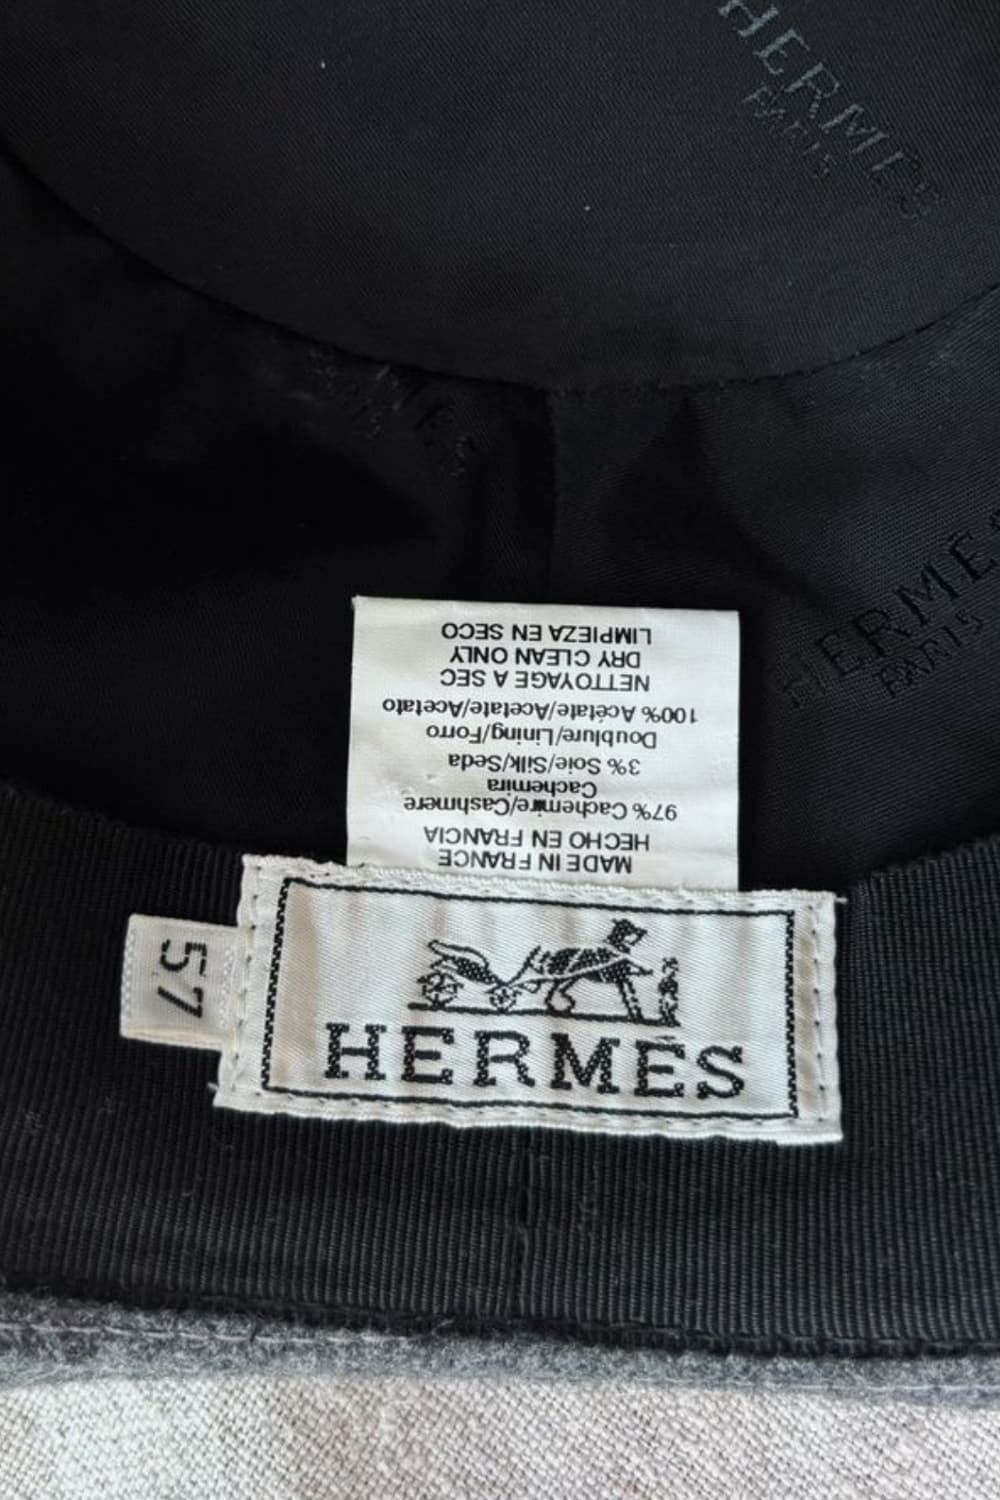 HERMÈS
PARIS
HERMÈS
PARIS
MADE IN FRANCE
HECHO EN FRANCIA
97% Cachemire/Cashmere
Cachemira
3% Soie/Silk/Seda
Doublure/Lining/Forro
100% Acétate/Acetate/Acetato
NETTOYAGE A SEC
DRY CLEAN ONLY
LIMPIEZA EN SECO
57
HERMÈS